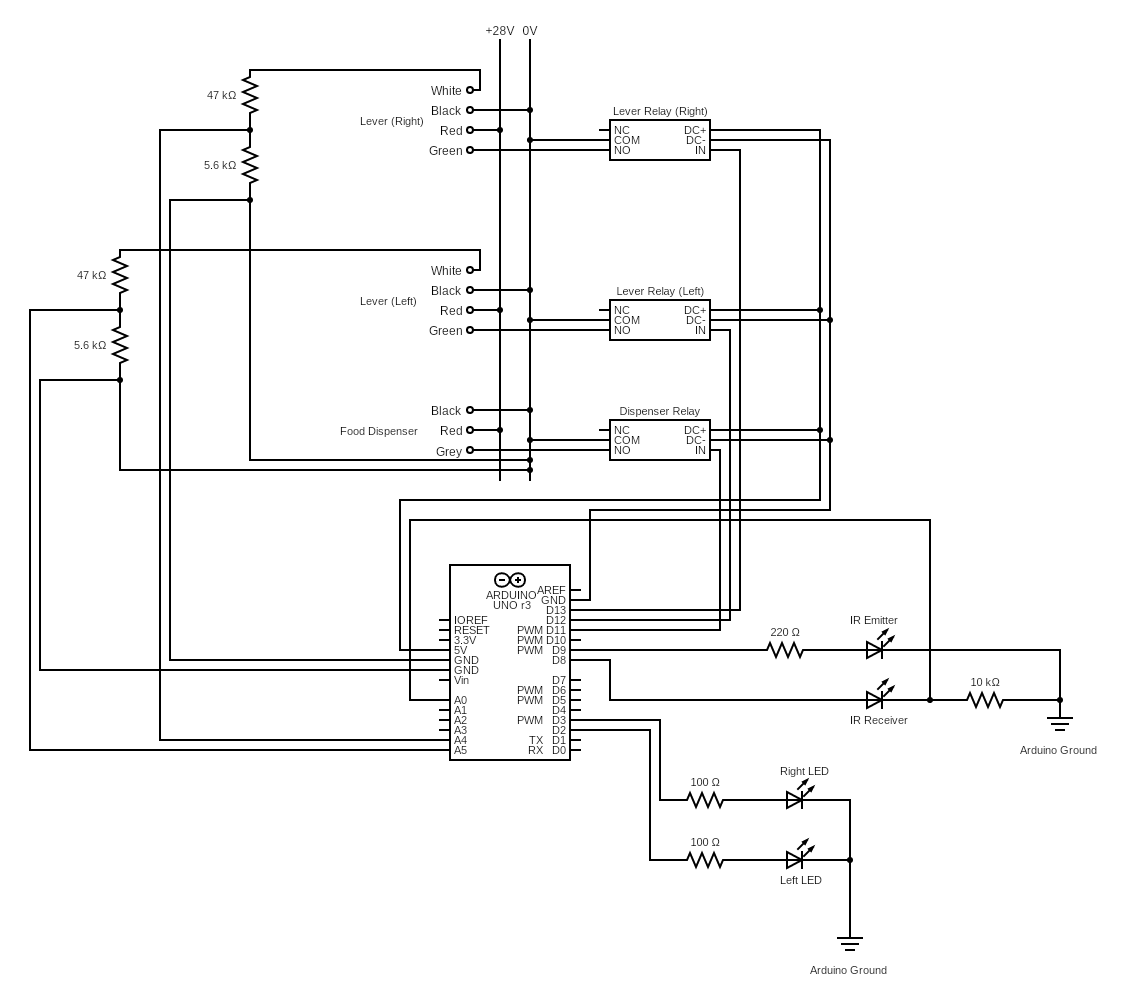 +28V 0V
47 kΩ
5.6 kΩ
Lever (Right)
White
Black
Red
Green
Lever Relay (Right)
NC DC+
COM DC-
NO IN
47 kΩ
5.6 kΩ
Lever (Left)
White
Black
Red
Green
Lever Relay (Left)
NC DC+
COM DC-
NO IN
Food Dispenser
Black
Red
Grey
Dispenser Relay
NC DC+
COM DC-
NO IN
ARDUINO
UNO r3
IOREF
RESET
3.3V
5V
GND
GND
Vin
A0
A1
A2
A3
A4
A5
AREF
GND
D13
D12
PWM D11
PWM D10
PWM D9
D8
D7
PWM D6
PWM D5
D4
PWM D3
D2
TX D1
RX D0
220 Ω
IR Emitter
IR Receiver
10 kΩ
Arduino Ground
100 Ω
Right LED
100 Ω
Left LED
Arduino Ground